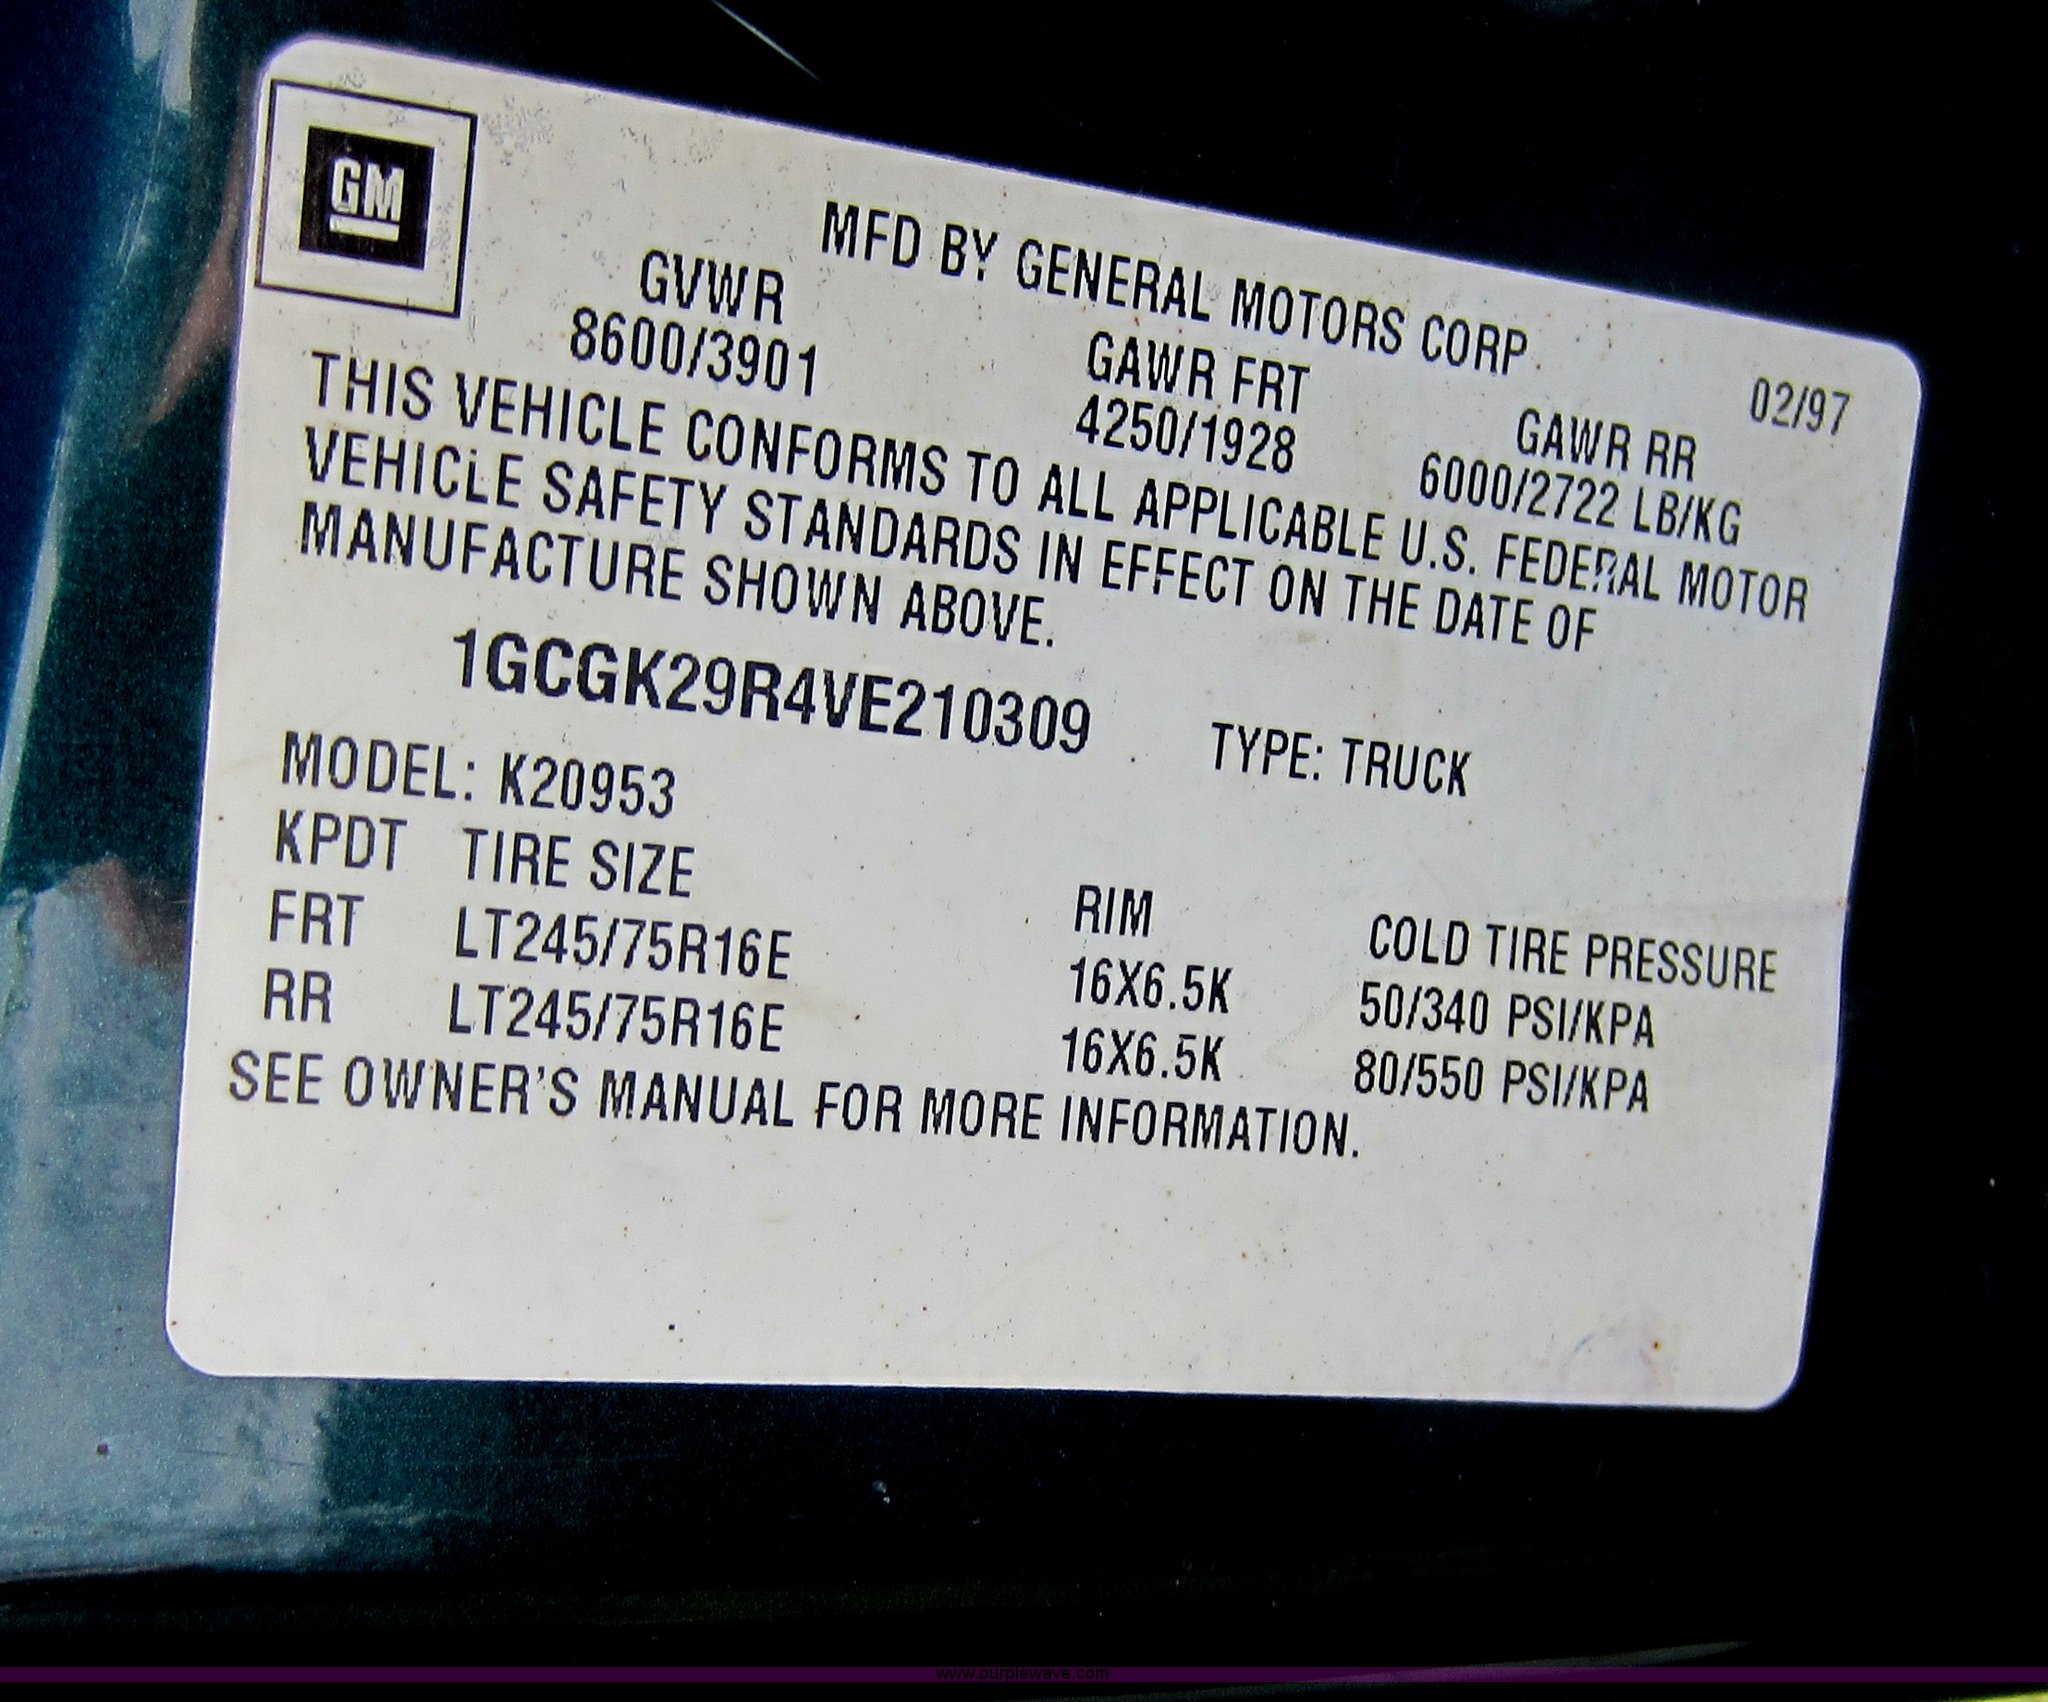 GM
MFD BY GENERAL MOTORS CORP
02/97
GVWR GAWR FRT GAWR RR
8600/3901 4250/1928 6000/2722 LB/KG
THIS VEHICLE CONFORMS TO ALL APPLICABLE U.S. FEDERAL MOTOR
VEHICLE SAFETY STANDARDS IN EFFECT ON THE DATE OF
MANUFACTURE SHOWN ABOVE.
1GCGK29R4VE210309 TYPE: TRUCK
MODEL: K20953
KPDT TIRE SIZE RIM COLD TIRE PRESSURE
FRT LT245/75R16E 16X6.5K 50/340 PSI/KPA
RR LT245/75R16E 16X6.5K 80/550 PSI/KPA
SEE OWNER'S MANUAL FOR MORE INFORMATION.
www.purplewave.com